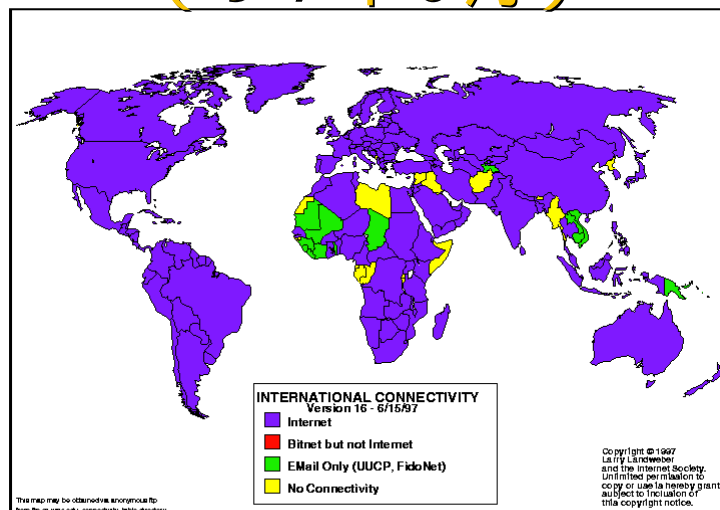 INTERNATIONAL CONNECTIVITY
Version 16 - 6/15/97
Internet
Bitnet but not Internet
EMail Only (UUCP, FidoNet)
No Connectivity
Copyright © 1997
Larry Landweber
and the Internet Society.
Unlimited permission to
copy or use is hereby grant
subject to inclusion of
this copyright notice.
This map may be obtained via anonymous ftp